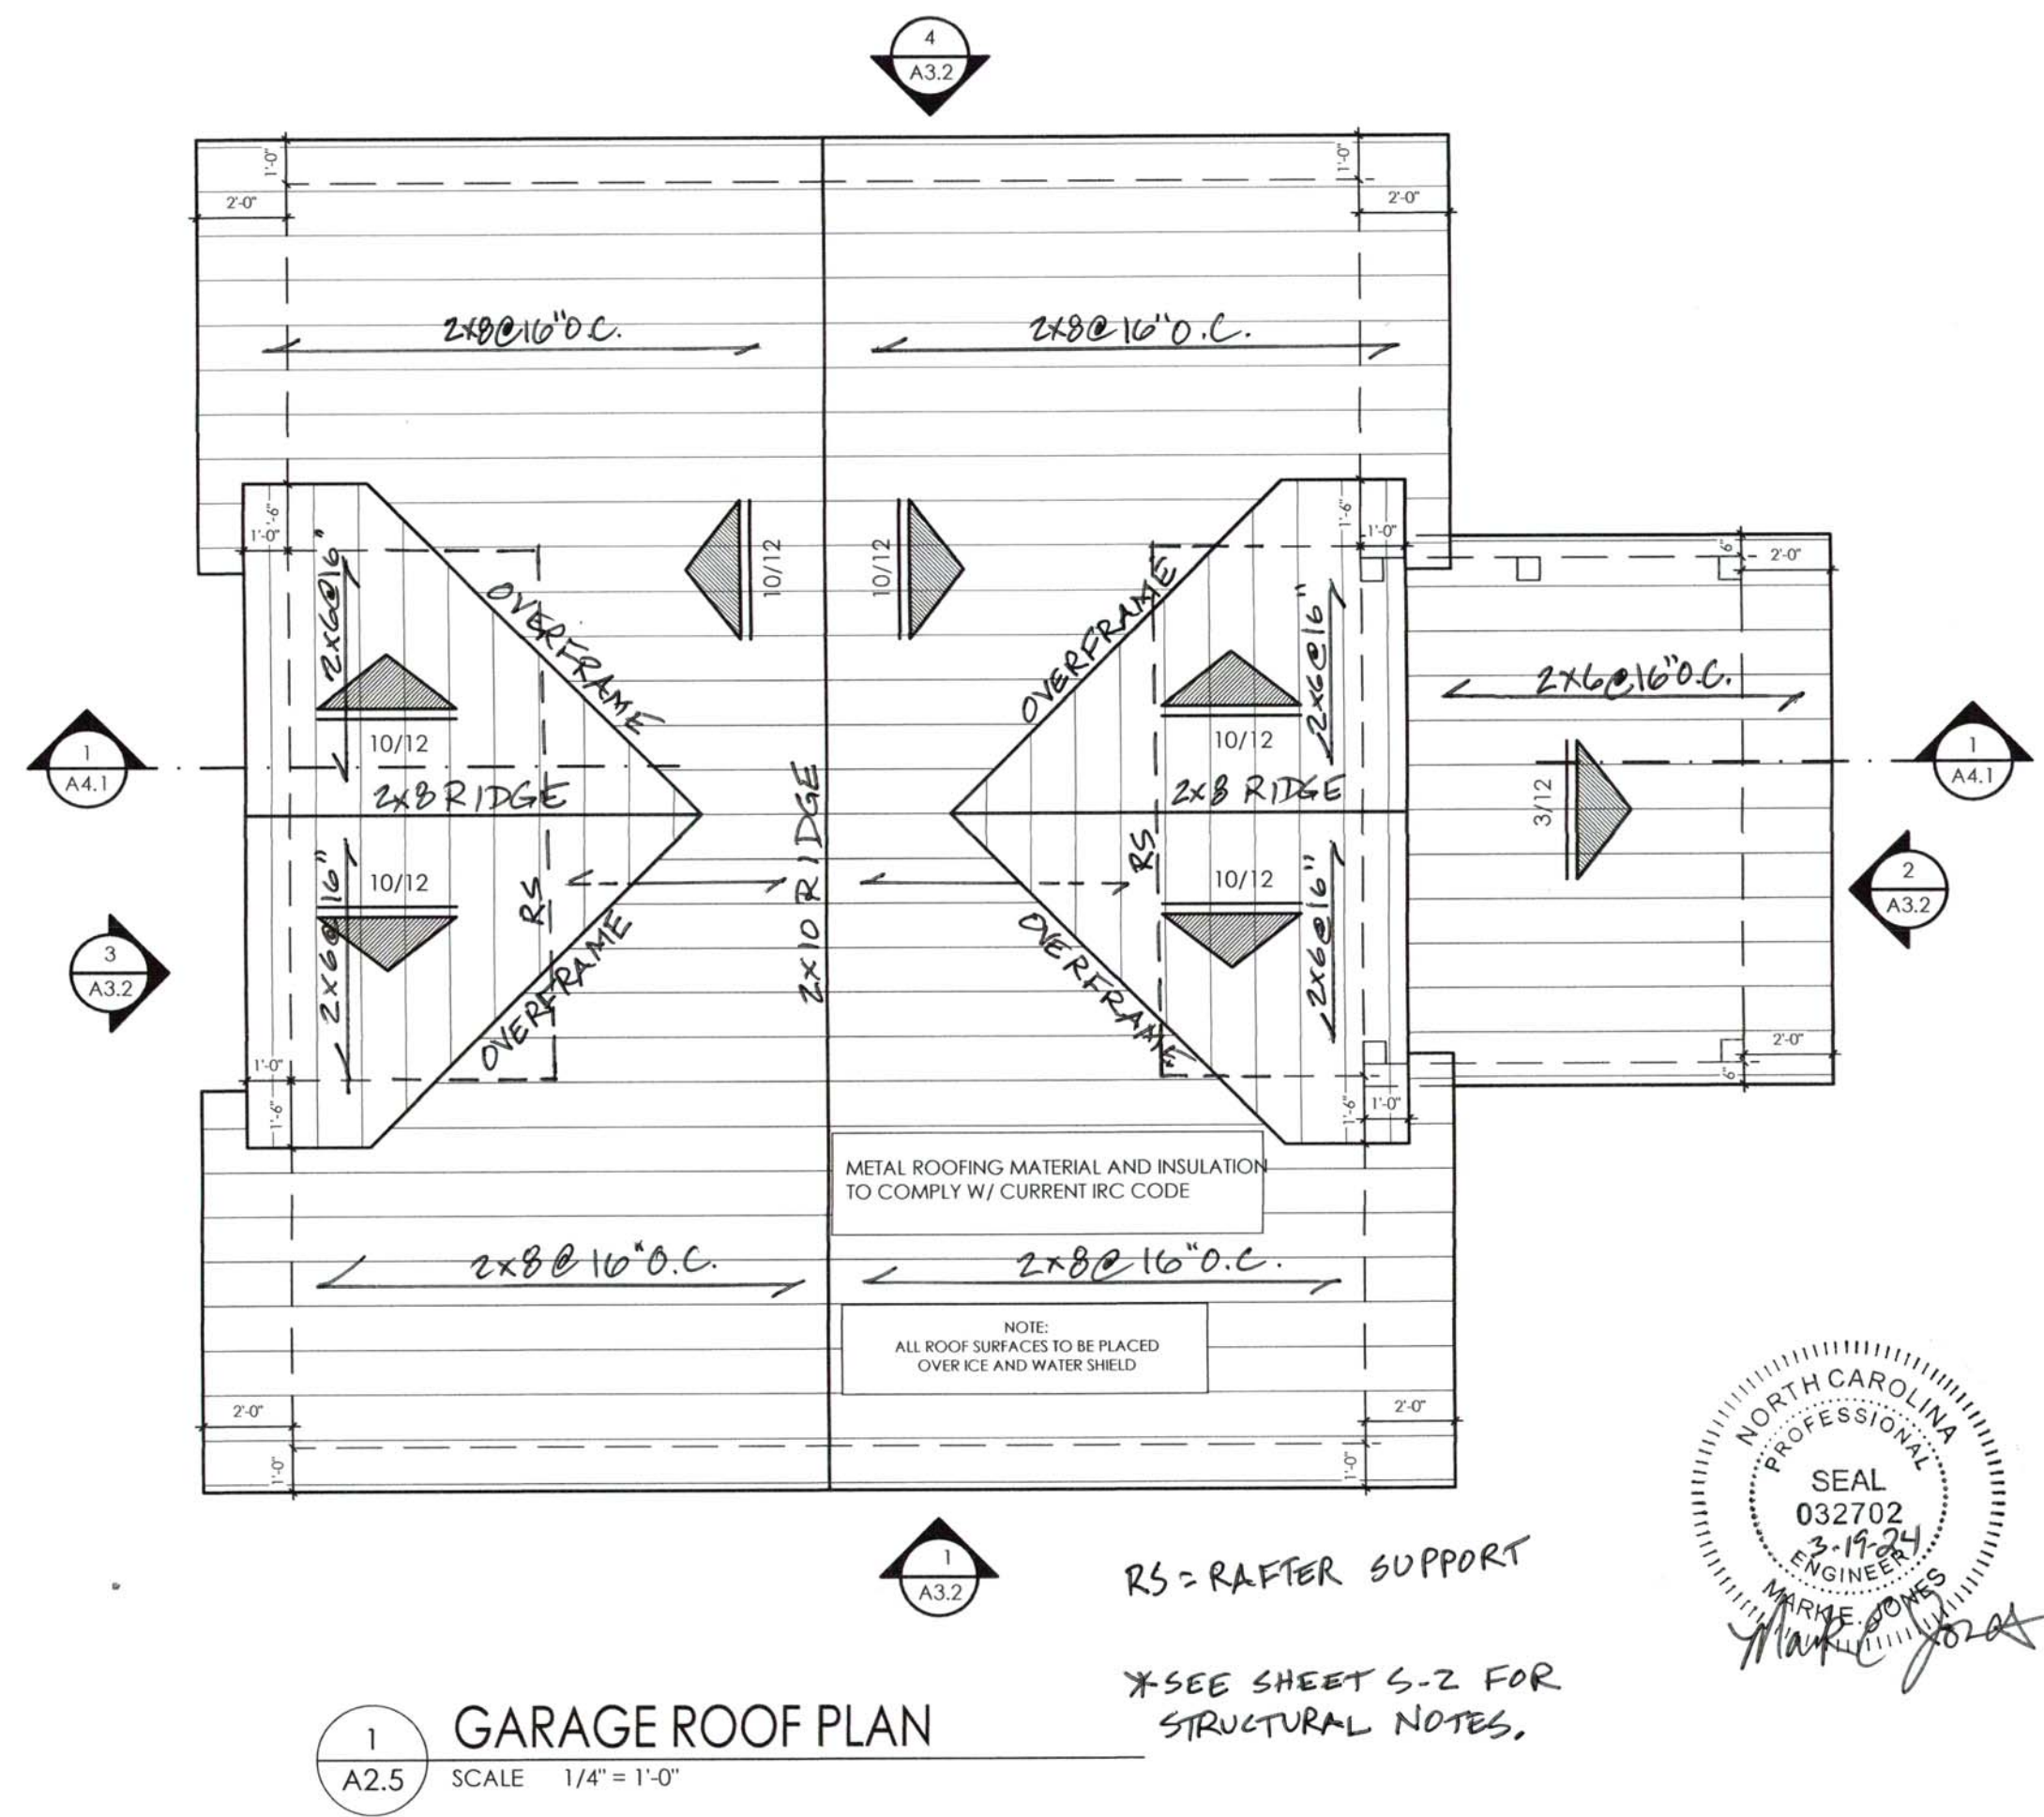 4
A3.2
1'-0"
1'-0"
2'-0"
2'-0"
2x8@16"O.C.
2x8@16"O.C.
1'-6"
1'-0"
1'-6"
1'-0"
6"
2'-0"
2x6@16"
OVERFRAME
10/12
10/12
OVERFRAME
2x6@16"
2x6@16"O.C.
1
A4.1
10/12
10/12
1
A4.1
2x8 RIDGE
2x8 RIDGE
3/12
2x10 RIDGE
2x6@16"
10/12
RS
RS
10/12
2x6@16"
2
A3.2
3
A3.2
OVERFRAME
OVERFRAME
1'-0"
1'-6"
1'-6"
1'-0"
6"
2'-0"
METAL ROOFING MATERIAL AND INSULATION
TO COMPLY W/ CURRENT IRC CODE
2x8@16"O.C.
2x8@16"O.C.
NOTE:
ALL ROOF SURFACES TO BE PLACED
OVER ICE AND WATER SHIELD
2'-0"
2'-0"
1'-0"
1'-0"
1
A3.2
RS = RAFTER SUPPORT
*SEE SHEET S-2 FOR
STRUCTURAL NOTES.
NORTH CAROLINA
PROFESSIONAL
SEAL
032702
3-19-24
ENGINEER
MARK E. JONES
Mark E Jones
1
A2.5
GARAGE ROOF PLAN
SCALE 1/4" = 1'-0"